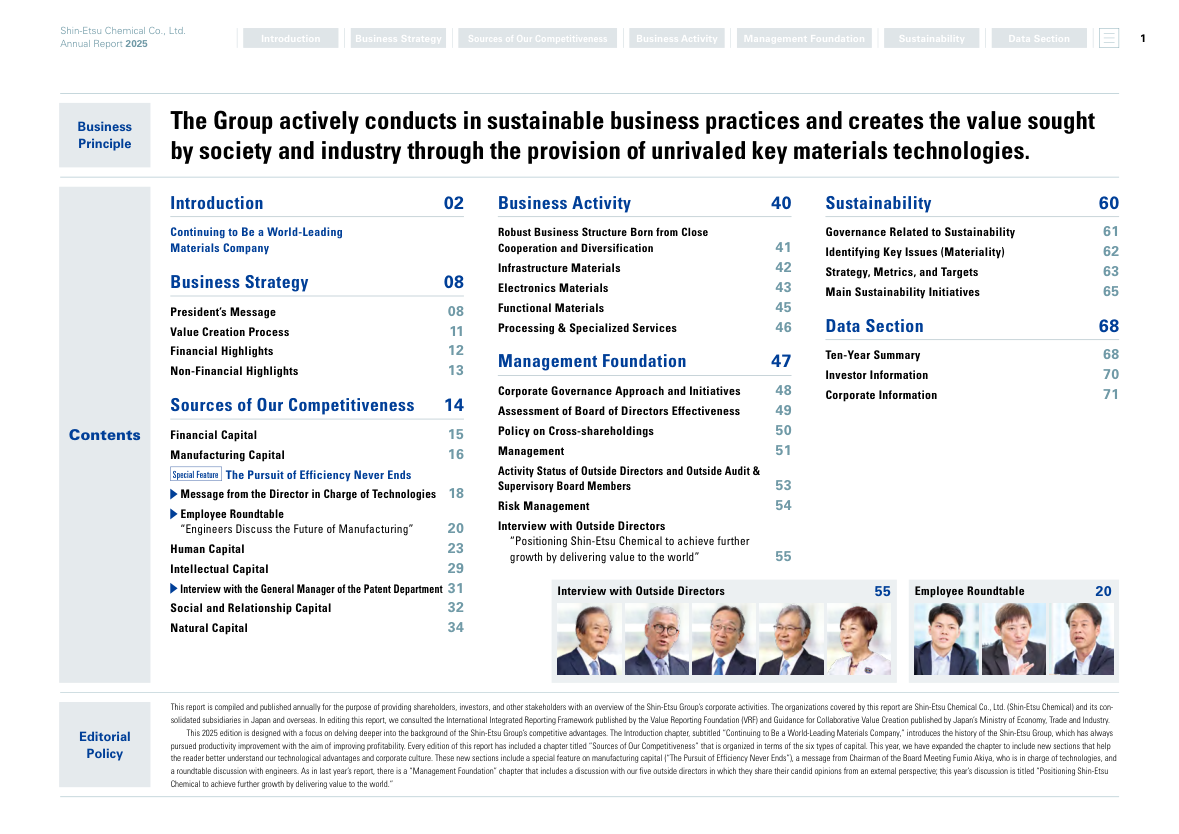 Shin-Etsu Chemical Co., Ltd.
Annual Report 2025
Introduction
Business Strategy
Sources of Our Competitiveness
Business Activity
Management Foundation
Sustainability
Data Section
1
Business
Principle
The Group actively conducts in sustainable business practices and creates the value sought
by society and industry through the provision of unrivaled key materials technologies.
Contents
Introduction 02
Continuing to Be a World-Leading
Materials Company
Business Strategy 08
President's Message 08
Value Creation Process 11
Financial Highlights 12
Non-Financial Highlights 13
Sources of Our Competitiveness 14
Financial Capital 15
Manufacturing Capital 16
Special Feature The Pursuit of Efficiency Never Ends
Message from the Director in Charge of Technologies 18
Employee Roundtable
"Engineers Discuss the Future of Manufacturing" 20
Human Capital 23
Intellectual Capital 29
Interview with the General Manager of the Patent Department 31
Social and Relationship Capital 32
Natural Capital 34
Business Activity 40
Robust Business Structure Born from Close
Cooperation and Diversification 41
Infrastructure Materials 42
Electronics Materials 43
Functional Materials 45
Processing & Specialized Services 46
Management Foundation 47
Corporate Governance Approach and Initiatives 48
Assessment of Board of Directors Effectiveness 49
Policy on Cross-shareholdings 50
Management 51
Activity Status of Outside Directors and Outside Audit &
Supervisory Board Members 53
Risk Management 54
Interview with Outside Directors
"Positioning Shin-Etsu Chemical to achieve further
growth by delivering value to the world" 55
Sustainability 60
Governance Related to Sustainability 61
Identifying Key Issues (Materiality) 62
Strategy, Metrics, and Targets 63
Main Sustainability Initiatives 65
Data Section 68
Ten-Year Summary 68
Investor Information 70
Corporate Information 71
Interview with Outside Directors 55
Employee Roundtable 20
Editorial
Policy
This report is compiled and published annually for the purpose of providing shareholders, investors, and other stakeholders with an overview of the Shin-Etsu Group's corporate activities. The organizations covered by this report are Shin-Etsu Chemical Co., Ltd. (Shin-Etsu Chemical) and its con-
solidated subsidiaries in Japan and overseas. In editing this report, we consulted the International Integrated Reporting Framework published by the Value Reporting Foundation (VRF) and Guidance for Collaborative Value Creation published by Japan's Ministry of Economy, Trade and Industry.
This 2025 edition is designed with a focus on delving deeper into the background of the Shin-Etsu Group's competitive advantages. The Introduction chapter, subtitled "Continuing to Be a World-Leading Materials Company," introduces the history of the Shin-Etsu Group, which has always
pursued productivity improvement with the aim of improving profitability. Every edition of this report has included a chapter titled "Sources of Our Competitiveness" that is organized in terms of the six types of capital. This year, we have expanded the chapter to include new sections that help
the reader better understand our technological advantages and corporate culture. These new sections include a special feature on manufacturing capital ("The Pursuit of Efficiency Never Ends"), a message from Chairman of the Board Meeting Fumio Akiya, who is in charge of technologies, and
a roundtable discussion with engineers. As in last year's report, there is a "Management Foundation" chapter that includes a discussion with our five outside directors in which they share their candid opinions from an external perspective; this year's discussion is titled "Positioning Shin-Etsu
Chemical to achieve further growth by delivering value to the world."